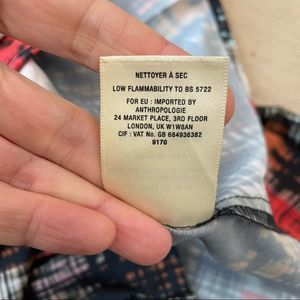 NETTOYER À SEC
LOW FLAMMABILITY TO BS 5722
FOR EU : IMPORTED BY
ANTHROPOLOGIE
24 MARKET PLACE, 3RD FLOOR
LONDON, UK W1W8AN
CIF : VAT No. GB 684936382
9170